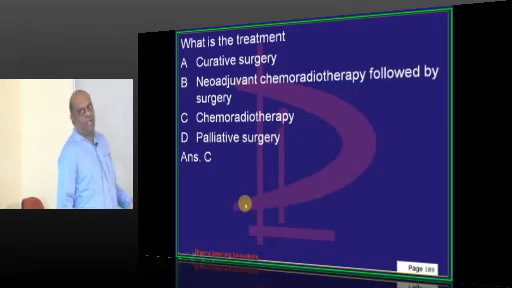 What is the treatment
A Curative surgery
B Neoadjuvant chemoradiotherapy followed by
surgery
C Chemoradiotherapy
D Palliative surgery
Ans. C
Page 189